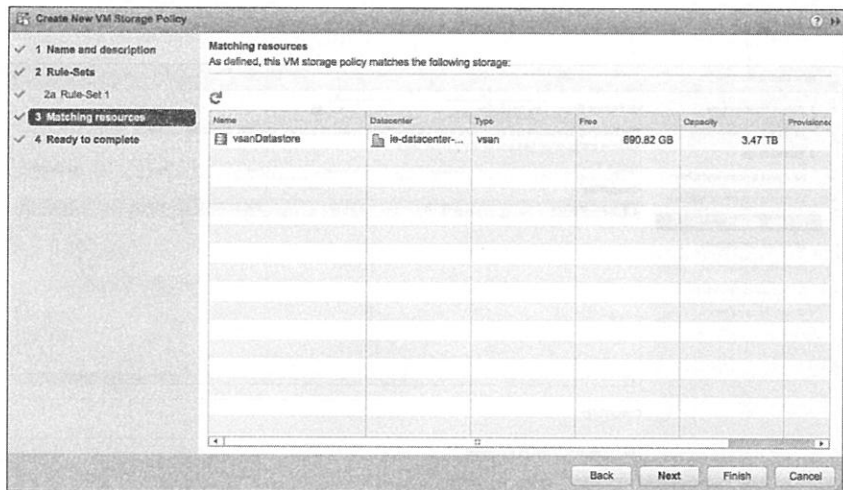 Create New VM Storage Policy
1 Name and description
2 Rule-Sets
2a Rule-Set 1
3 Matching resources
4 Ready to complete
Matching resources
As defined, this VM storage policy matches the following storage:
Name Datacenter Type Free Capacity Provisioned
vsanDatastore ie-datacenter-... vsan 690.82 GB 3.47 TB
Back Next Finish Cancel